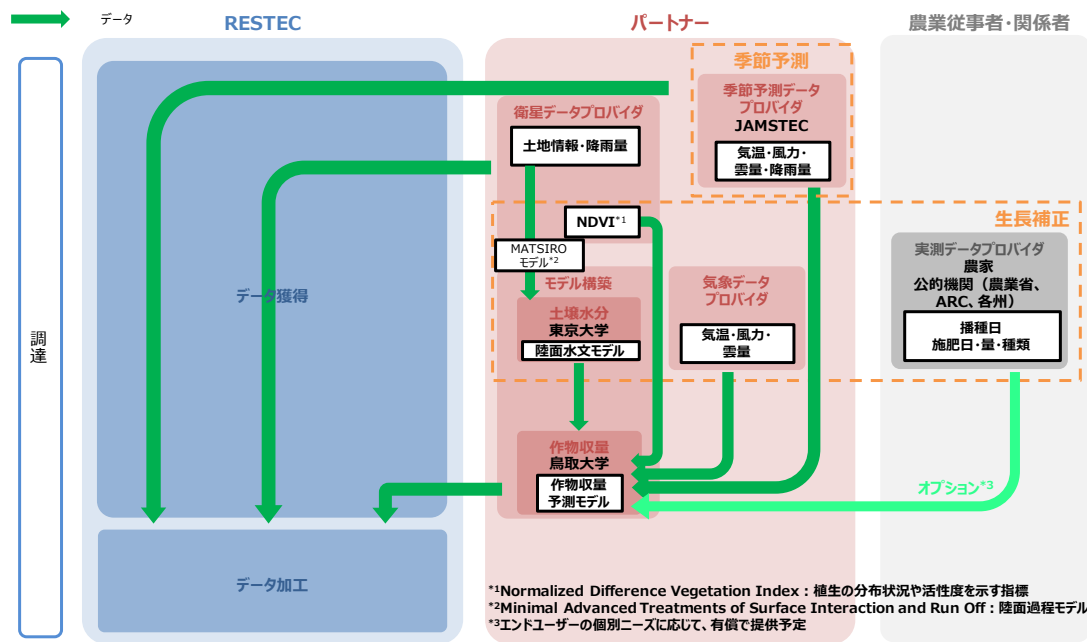 データ
RESTEC
パートナー
農業従事者・関係者
調達
データ獲得
データ加工
季節予測
季節予測データ
プロバイダ
JAMSTEC
気温・風力・
雲量・降雨量
衛星データプロバイダ
土地情報・降雨量
NDVI*1
MATSIRO
モデル*2
生長補正
モデル構築
土壌水分
東京大学
陸面水文モデル
気象データ
プロバイダ
気温・風力・
雲量
実測データプロバイダ
農家
公的機関（農業省、
ARC、各州）
播種日
施肥日・量・種類
作物収量
鳥取大学
作物収量
予測モデル
オプション*3
*1Normalized Difference Vegetation Index：植生の分布状況や活性度を示す指標
*2Minimal Advanced Treatments of Surface Interaction and Run Off：陸面過程モデル
*3エンドユーザーの個別ニーズに応じて、有償で提供予定